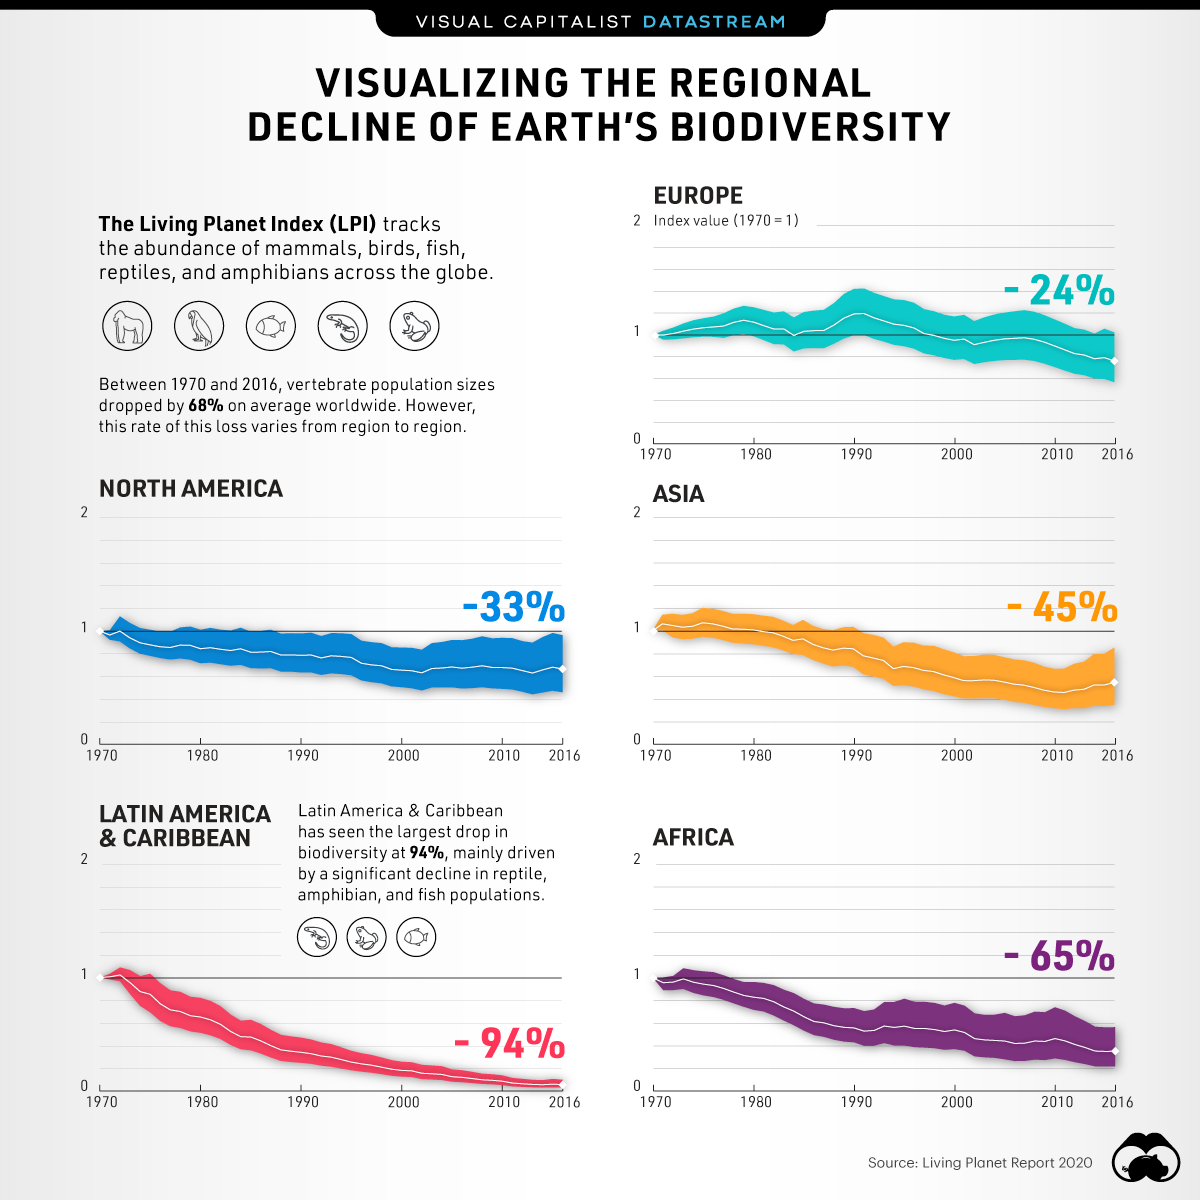 VISUAL CAPITALIST DATASTREAM
VISUALIZING THE REGIONAL
DECLINE OF EARTH'S BIODIVERSITY
The Living Planet Index (LPI) tracks
the abundance of mammals, birds, fish,
reptiles, and amphibians across the globe.
Between 1970 and 2016, vertebrate population sizes
dropped by 68% on average worldwide. However,
this rate of this loss varies from region to region.
EUROPE
2 Index value (1970 = 1)
- 24%
1
0
1970 1980 1990 2000 2010 2016
NORTH AMERICA
2
-33%
1
0
1970 1980 1990 2000 2010 2016
ASIA
2
- 45%
1
0
1970 1980 1990 2000 2010 2016
LATIN AMERICA
& CARIBBEAN
Latin America & Caribbean
has seen the largest drop in
biodiversity at 94%, mainly driven
by a significant decline in reptile,
amphibian, and fish populations.
2
1
- 94%
0
1970 1980 1990 2000 2010 2016
AFRICA
2
- 65%
1
0
1970 1980 1990 2000 2010 2016
Source: Living Planet Report 2020